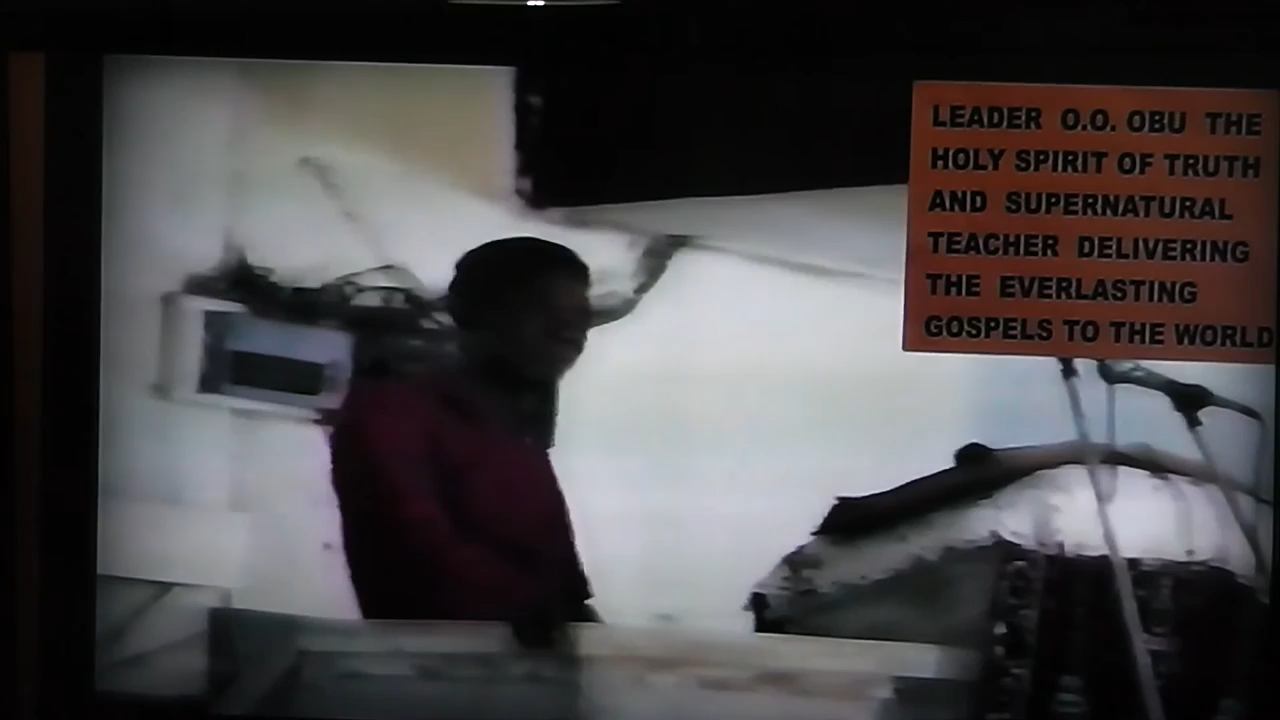 LEADER O.O. OBU THE
HOLY SPIRIT OF TRUTH
AND SUPERNATURAL
TEACHER DELIVERING
THE EVERLASTING
GOSPELS TO THE WORLD